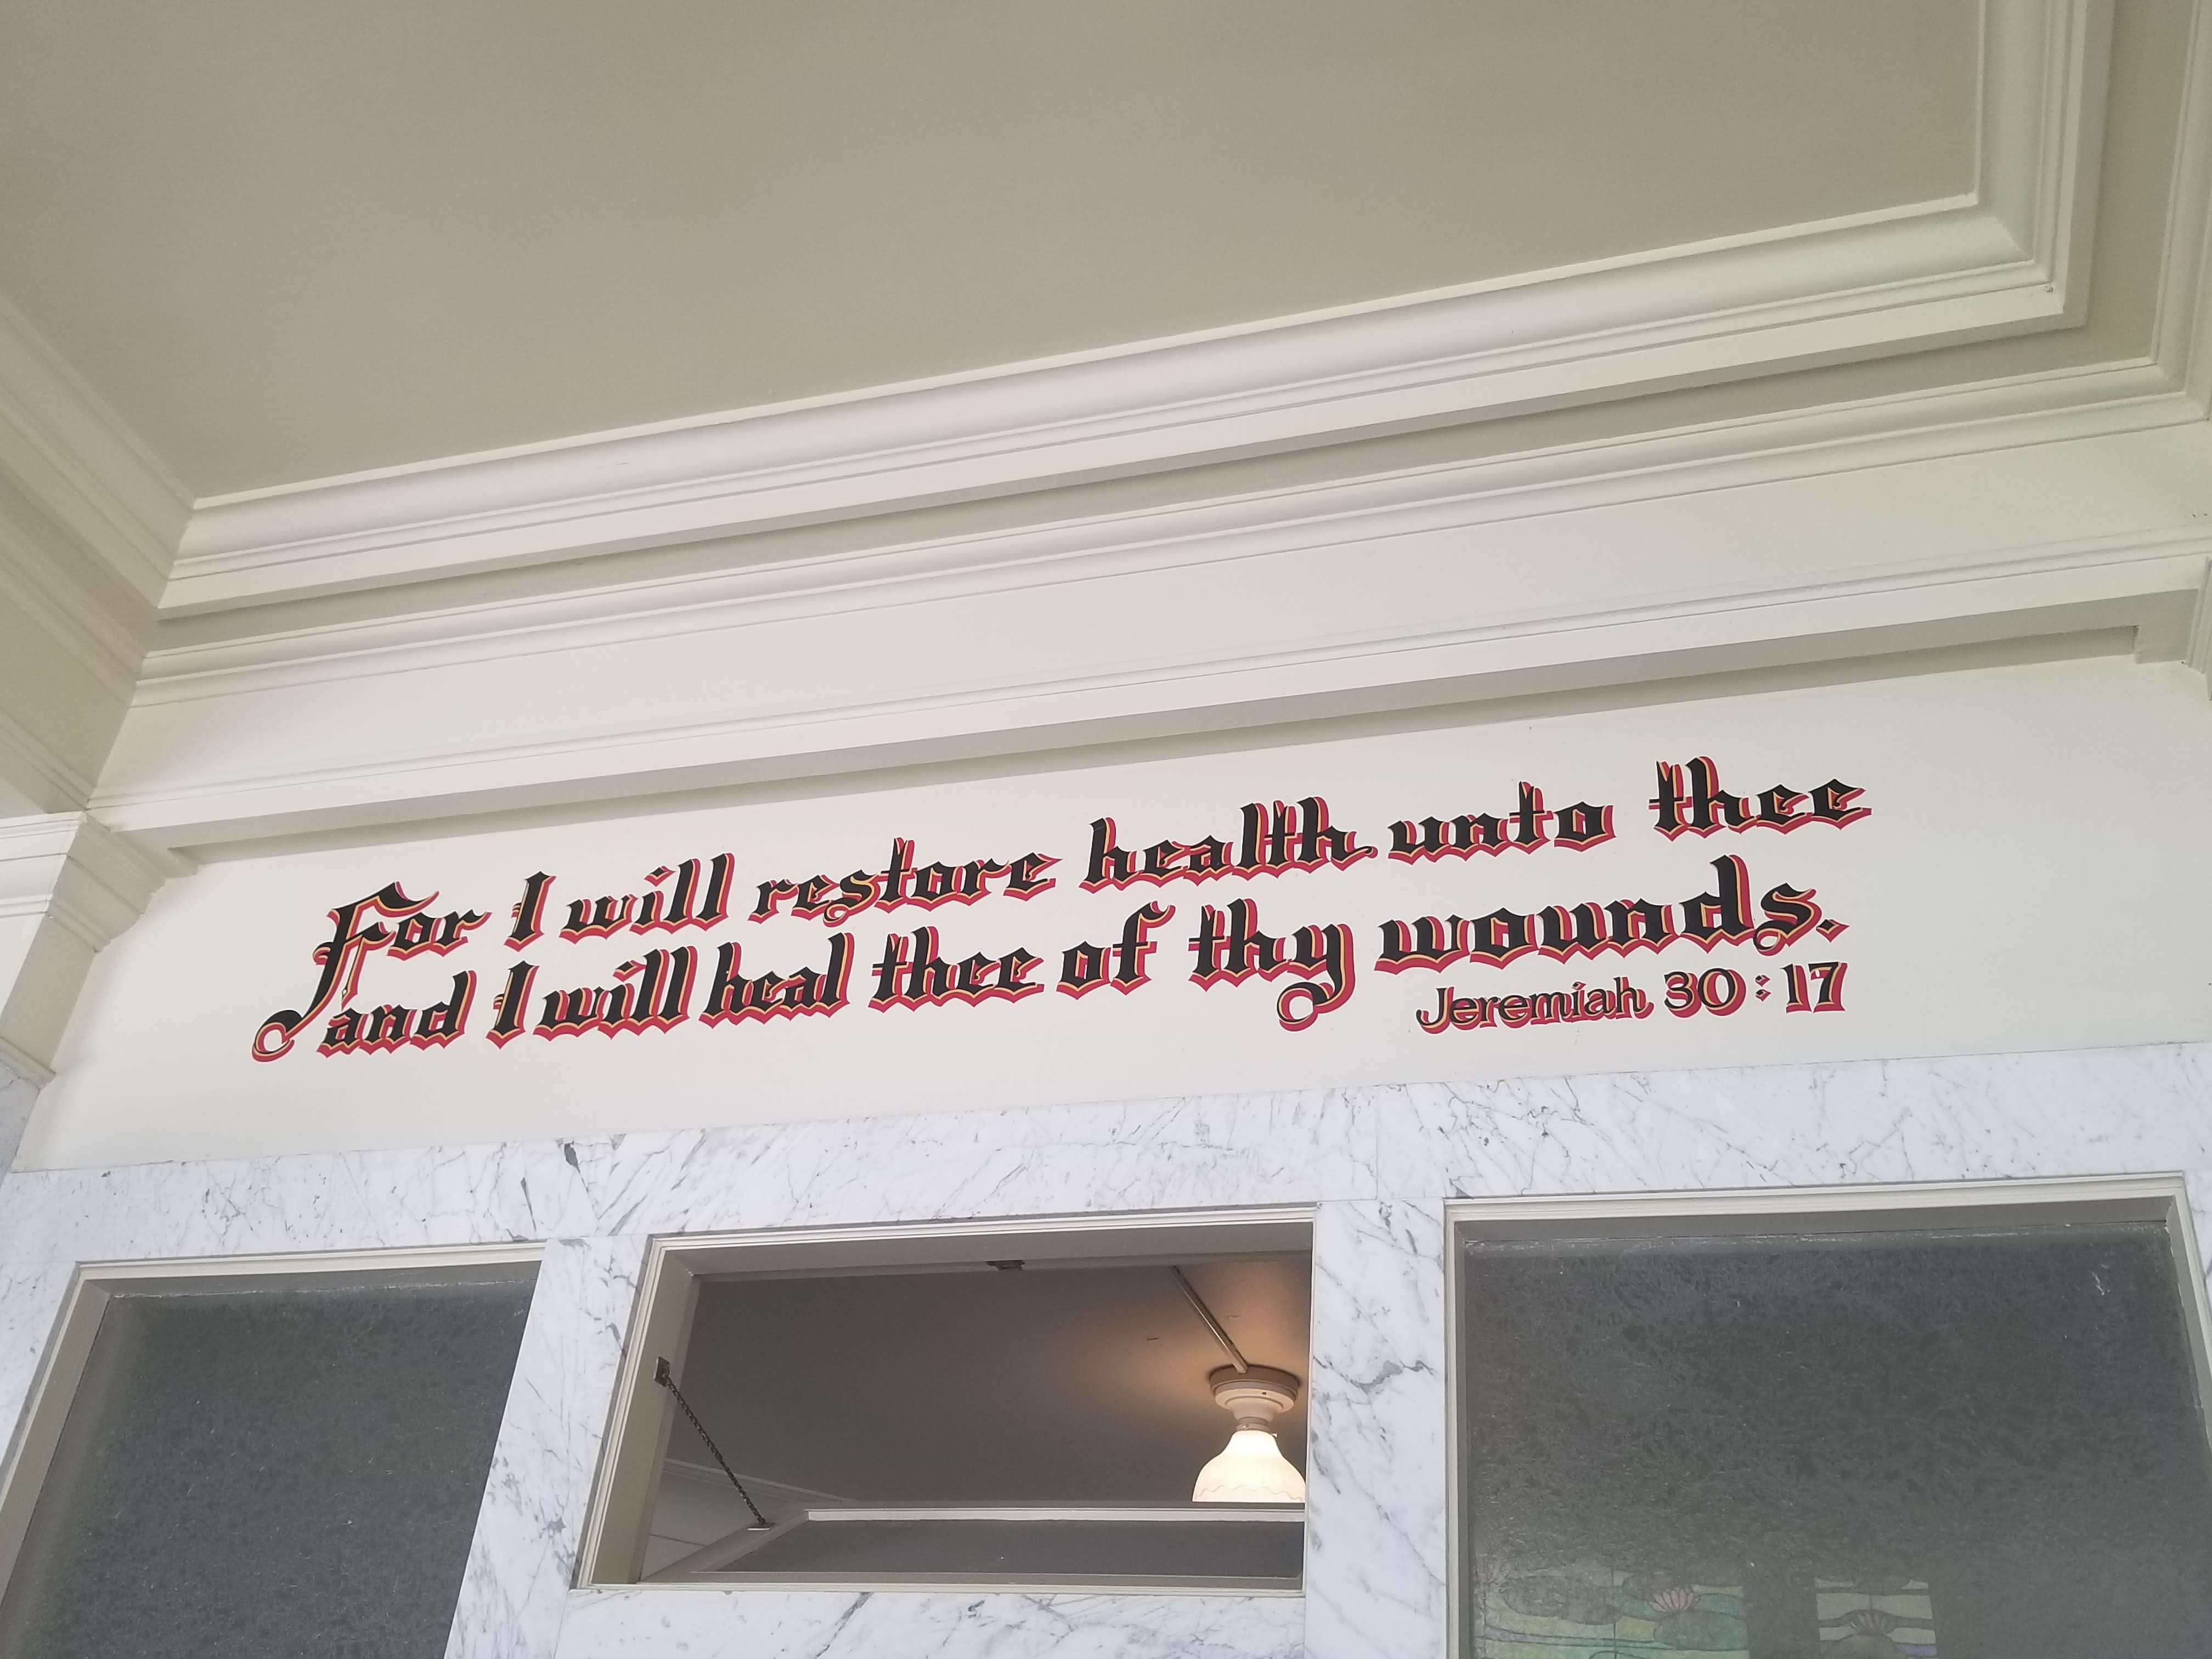 For I will restore health unto thee
and I will heal thee of thy wounds.
Jeremiah 30:17